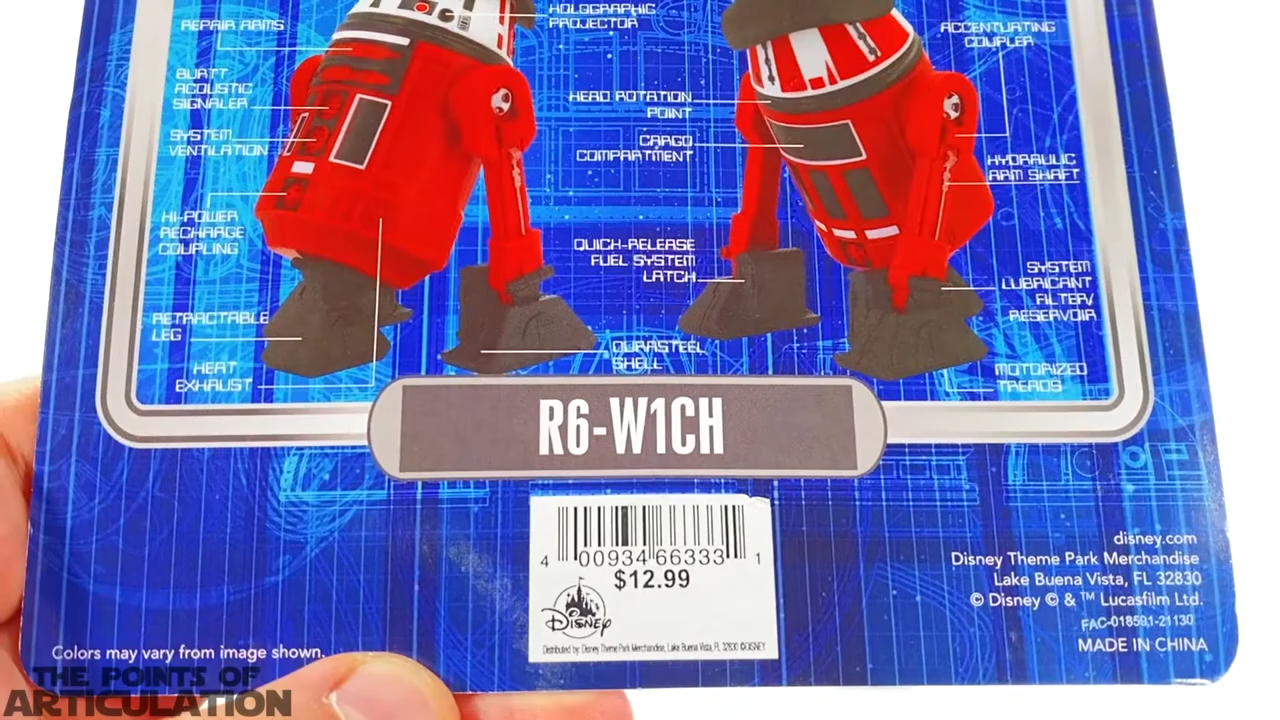 REPAIR ARMS
BURTT
ACOUSTIC
SIGNALER
SYSTEM
VENTILATION
HI-POWER
RECHARGE
COUPLING
RETRACTABLE
LEG
HEAT
EXHAUST
HOLOGRAPHIC
PROJECTOR
HEAD ROTATION
POINT
CARGO
COMPARTMENT
QUICK-RELEASE
FUEL SYSTEM
LATCH
DURASTEEL
SHELL
ACCENTUATING
COUPLER
HYDRAULIC
ARM SHAFT
SYSTEM
LUBRICANT
FILTER/
RESERVOIR
MOTORIZED
TREADS
R6-W1CH
4 00934 66333 1
$12.99
Disney
Distributed by: Disney Theme Park Merchandise, Lake Buena Vista, FL 32830 ©DISNEY
disney.com
Disney Theme Park Merchandise
Lake Buena Vista, FL 32830
© Disney © & ™ Lucasfilm Ltd.
FAC-018591-21130
MADE IN CHINA
Colors may vary from image shown.
THE POINTS OF
ARTICULATION